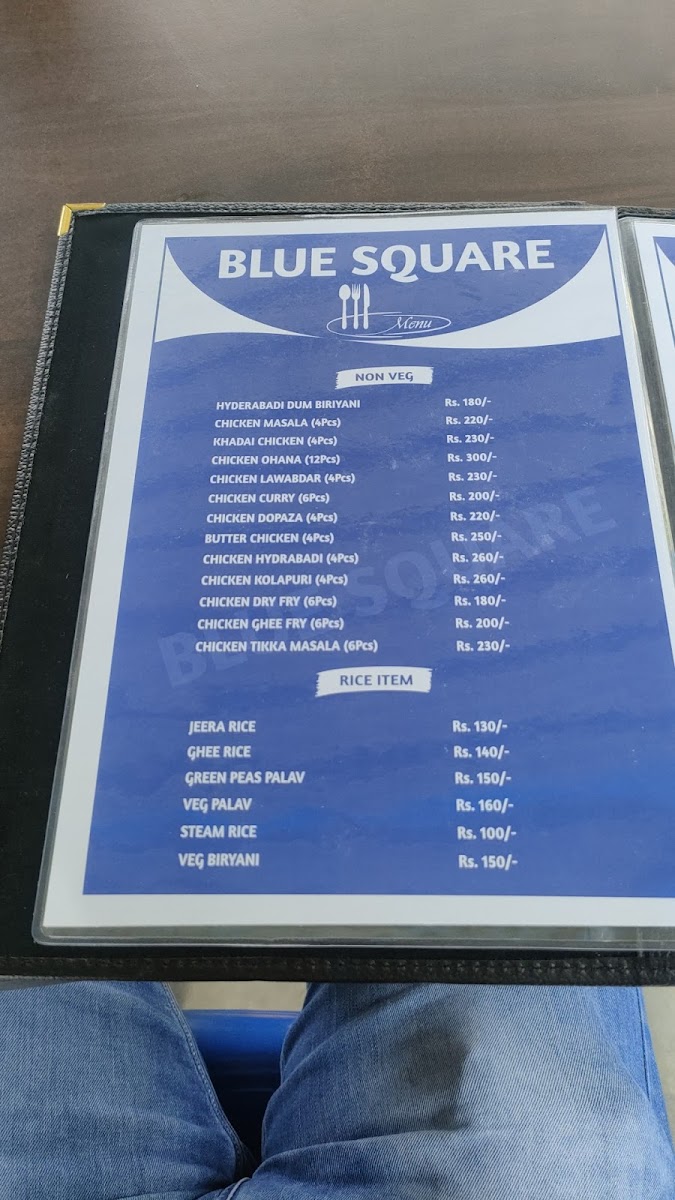 BLUE SQUARE
Menu
NON VEG
HYDERABADI DUM BIRIYANI Rs. 180/-
CHICKEN MASALA (4Pcs) Rs. 220/-
KHADAI CHICKEN (4Pcs) Rs. 230/-
CHICKEN OHANA (12Pcs) Rs. 300/-
CHICKEN LAWABDAR (4Pcs) Rs. 230/-
CHICKEN CURRY (6Pcs) Rs. 200/-
CHICKEN DOPAZA (4Pcs) Rs. 220/-
BUTTER CHICKEN (4Pcs) Rs. 250/-
CHICKEN HYDRABADI (4Pcs) Rs. 260/-
CHICKEN KOLAPURI (4Pcs) Rs. 260/-
CHICKEN DRY FRY (6Pcs) Rs. 180/-
CHICKEN GHEE FRY (6Pcs) Rs. 200/-
CHICKEN TIKKA MASALA (6Pcs) Rs. 230/-
BLUE SQUARE
RICE ITEM
JEERA RICE Rs. 130/-
GHEE RICE Rs. 140/-
GREEN PEAS PALAV Rs. 150/-
VEG PALAV Rs. 160/-
STEAM RICE Rs. 100/-
VEG BIRYANI Rs. 150/-